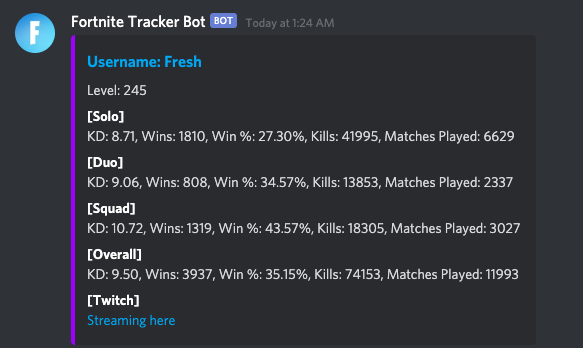 F
Fortnite Tracker Bot BOT Today at 1:24 AM
Username: Fresh
Level: 245
[Solo]
KD: 8.71, Wins: 1810, Win %: 27.30%, Kills: 41995, Matches Played: 6629
[Duo]
KD: 9.06, Wins: 808, Win %: 34.57%, Kills: 13853, Matches Played: 2337
[Squad]
KD: 10.72, Wins: 1319, Win %: 43.57%, Kills: 18305, Matches Played: 3027
[Overall]
KD: 9.50, Wins: 3937, Win %: 35.15%, Kills: 74153, Matches Played: 11993
[Twitch]
Streaming here